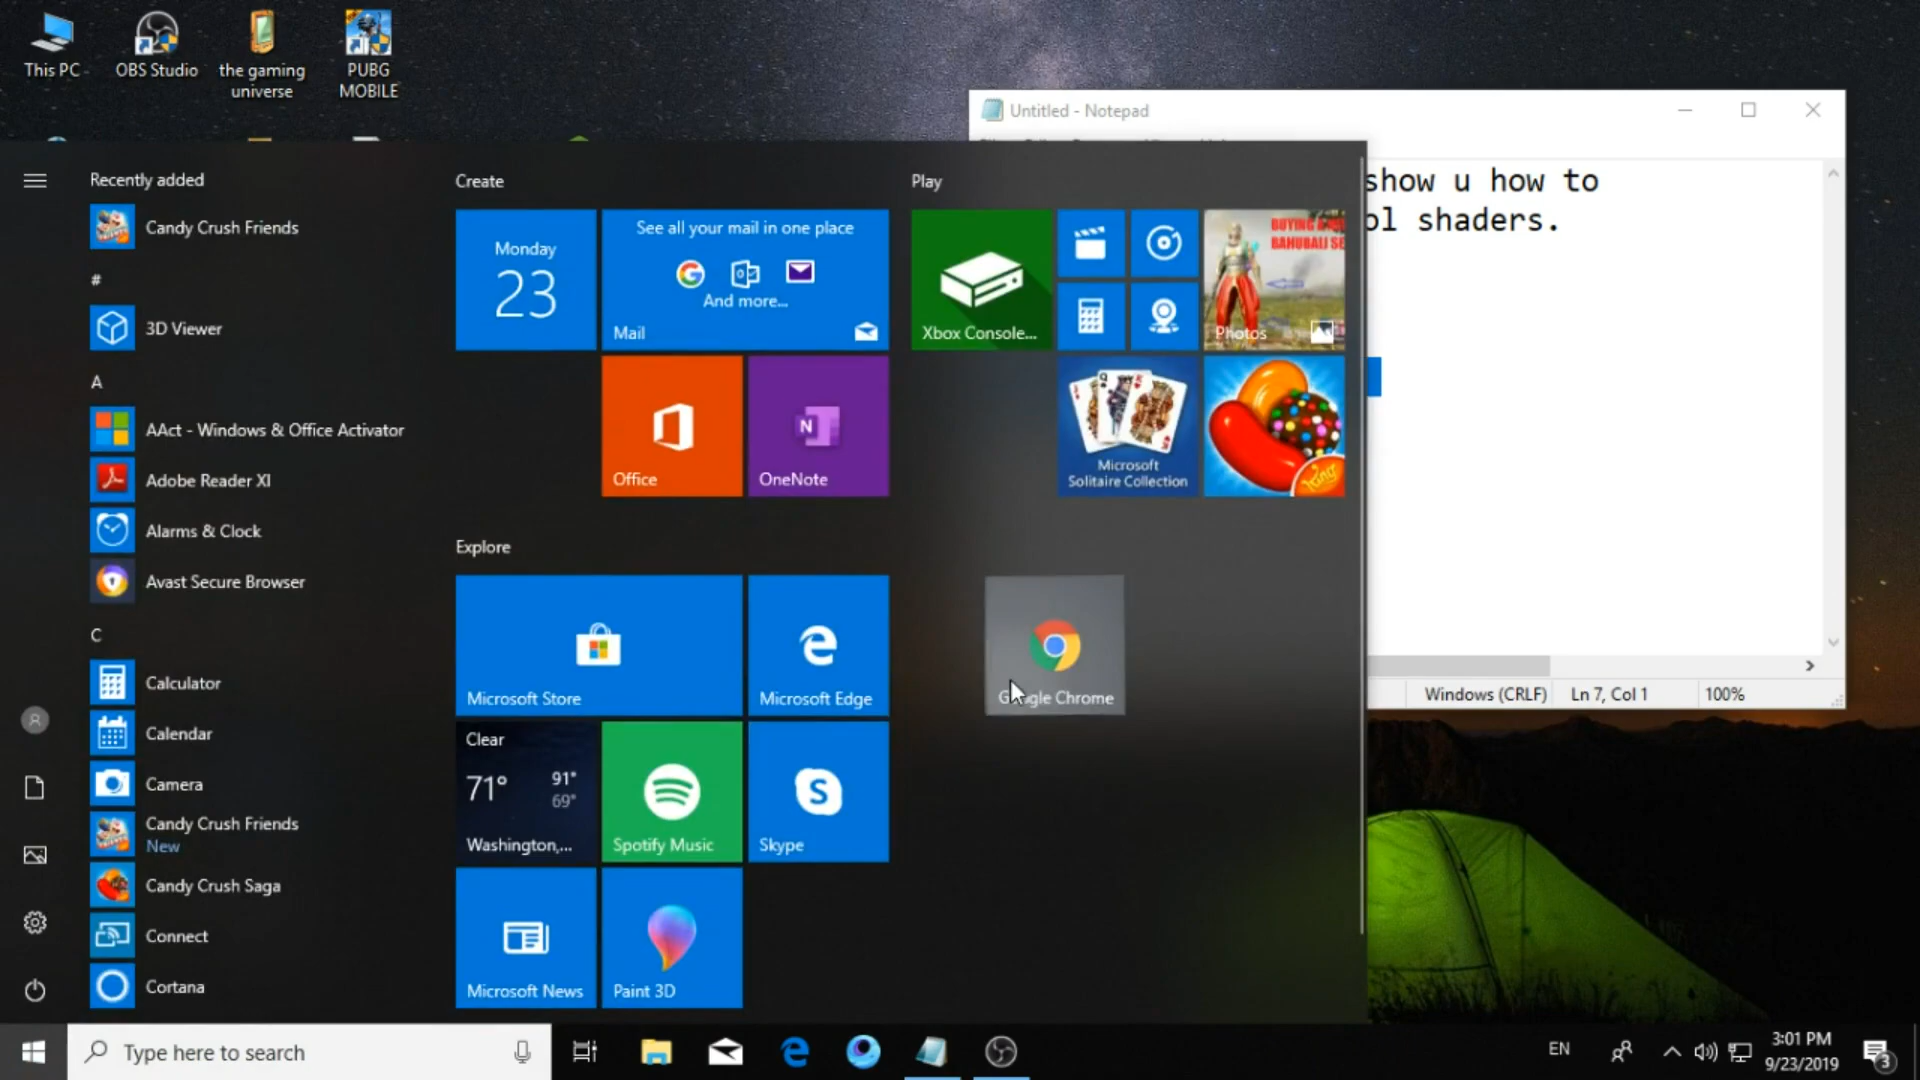 This PC
OBS Studio
the gaming
universe
PUBG
MOBILE
Untitled - Notepad
show u how to
ol shaders.
Windows (CRLF)
Ln 7, Col 1
100%
Recently added
Candy Crush Friends
#
3D Viewer
A
AAct - Windows & Office Activator
Adobe Reader XI
Alarms & Clock
Avast Secure Browser
C
Calculator
Calendar
Camera
Candy Crush Friends
New
Candy Crush Saga
Connect
Cortana
Create
Monday
23
See all your mail in one place
And more...
Mail
Office
OneNote
Explore
Microsoft Store
Microsoft Edge
Clear
71°
91°
69°
Washington,...
Spotify Music
Skype
Microsoft News
Paint 3D
Play
Xbox Console...
BUYING
BAHUBALI SE
Photos
Microsoft
Solitaire Collection
King
Google Chrome
Type here to search
EN
3:01 PM
9/23/2019
3